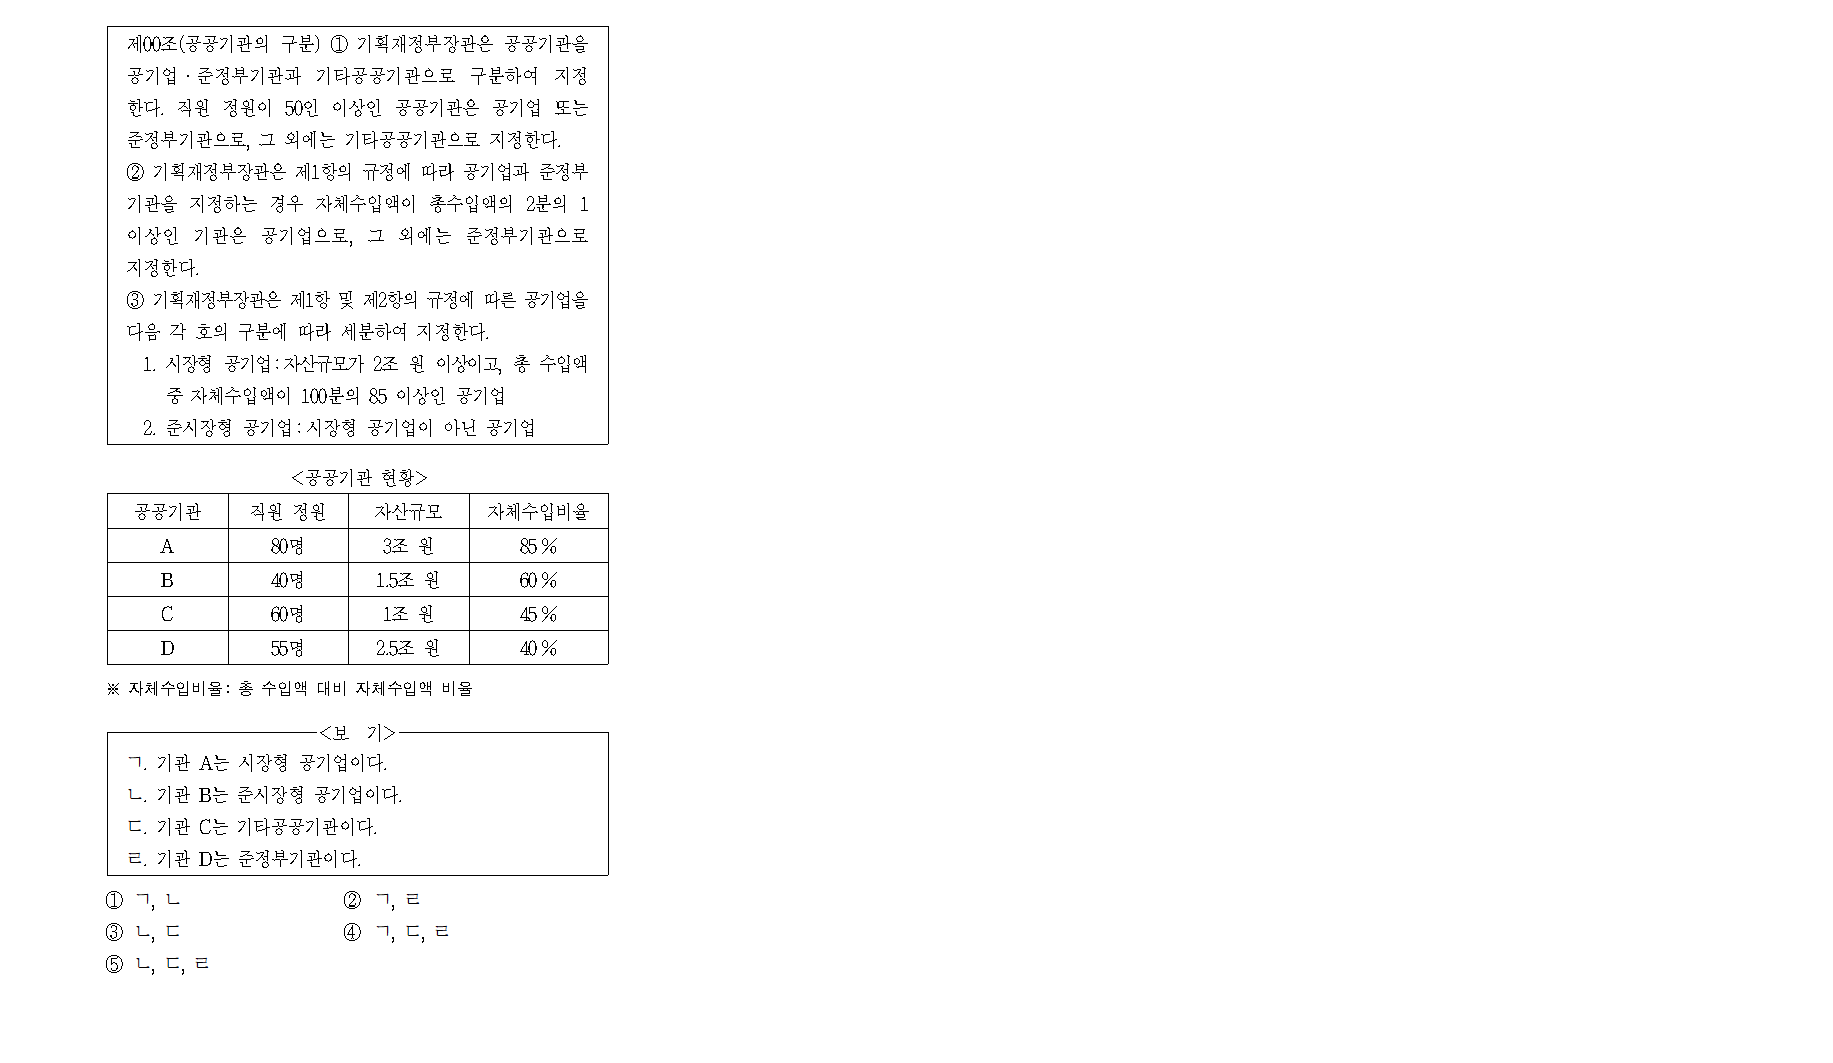 제00조(공공기관의 구분) ① 기획재정부장관은 공공기관을
공기업ㆍ준정부기관과 기타공공기관으로 구분하여 지정
한다. 직원 정원이 50인 이상인 공공기관은 공기업 또는
준정부기관으로, 그 외에는 기타공공기관으로 지정한다.
② 기획재정부장관은 제1항의 규정에 따라 공기업과 준정부
기관을 지정하는 경우 자체수입액이 총수입액의 2분의 1
이상인 기관은 공기업으로, 그 외에는 준정부기관으로
지정한다.
③ 기획재정부장관은 제1항 및 제2항의 규정에 따른 공기업을
다음 각 호의 구분에 따라 세분하여 지정한다.
1. 시장형 공기업:자산규모가 2조 원 이상이고, 총 수입액
중 자체수입액이 100분의 85 이상인 공기업
2. 준시장형 공기업:시장형 공기업이 아닌 공기업
<공공기관 현황>
공공기관 직원 정원 자산규모 자체수입비율
A 80명 3조 원 85%
B 40명 1.5조 원 60%
C 60명 1조 원 45%
D 55명 2.5조 원 40%
※ 자체수입비율: 총 수입액 대비 자체수입액 비율
<보 기>
ㄱ. 기관 A는 시장형 공기업이다.
ㄴ. 기관 B는 준시장형 공기업이다.
ㄷ. 기관 C는 기타공공기관이다.
ㄹ. 기관 D는 준정부기관이다.
① ㄱ, ㄴ ② ㄱ, ㄹ
③ ㄴ, ㄷ ④ ㄱ, ㄷ, ㄹ
⑤ ㄴ, ㄷ, ㄹ